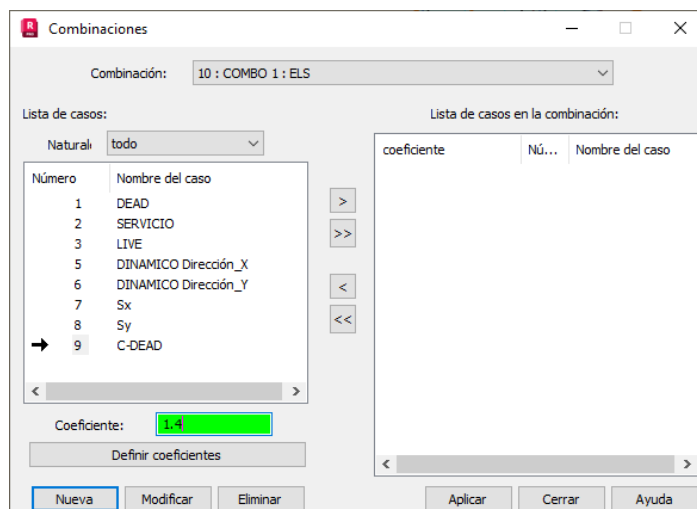 Combinaciones
Combinación: 10 : COMBO 1 : ELS
Lista de casos: Lista de casos en la combinación:
Naturale todo
Número Nombre del caso
1 DEAD
2 SERVICIO
3 LIVE
5 DINAMICO Dirección_X
6 DINAMICO Dirección_Y
7 Sx
8 Sy
9 C-DEAD
>
>>
<
<<
coeficiente Nú... Nombre del caso
Coeficiente: 1.4
Definir coeficientes
Nueva Modificar Eliminar Aplicar Cerrar Ayuda